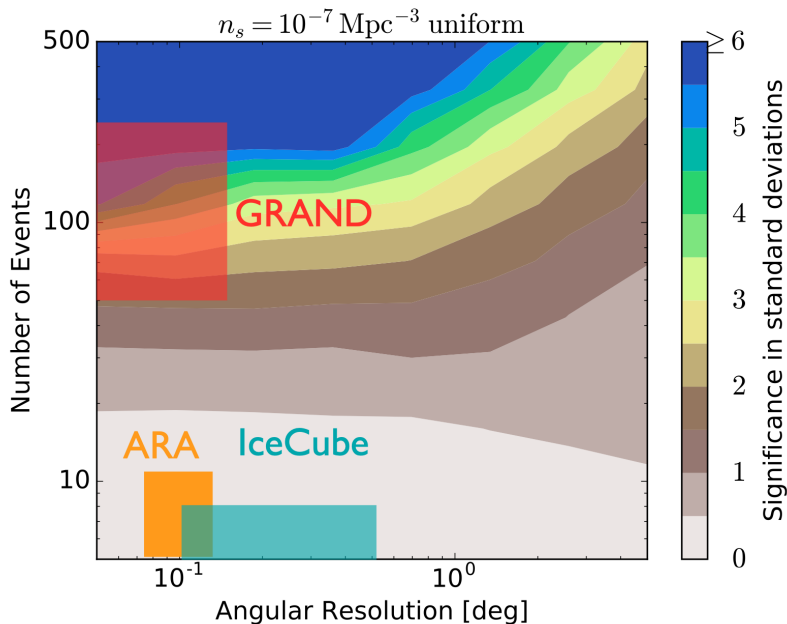 n_s = 10^{-7} Mpc^{-3} uniform
500
100
10
Number of Events
GRAND
ARA
IceCube
10^{-1}
10^{0}
Angular Resolution [deg]
≥ 6
5
4
3
2
1
0
Significance in standard deviations